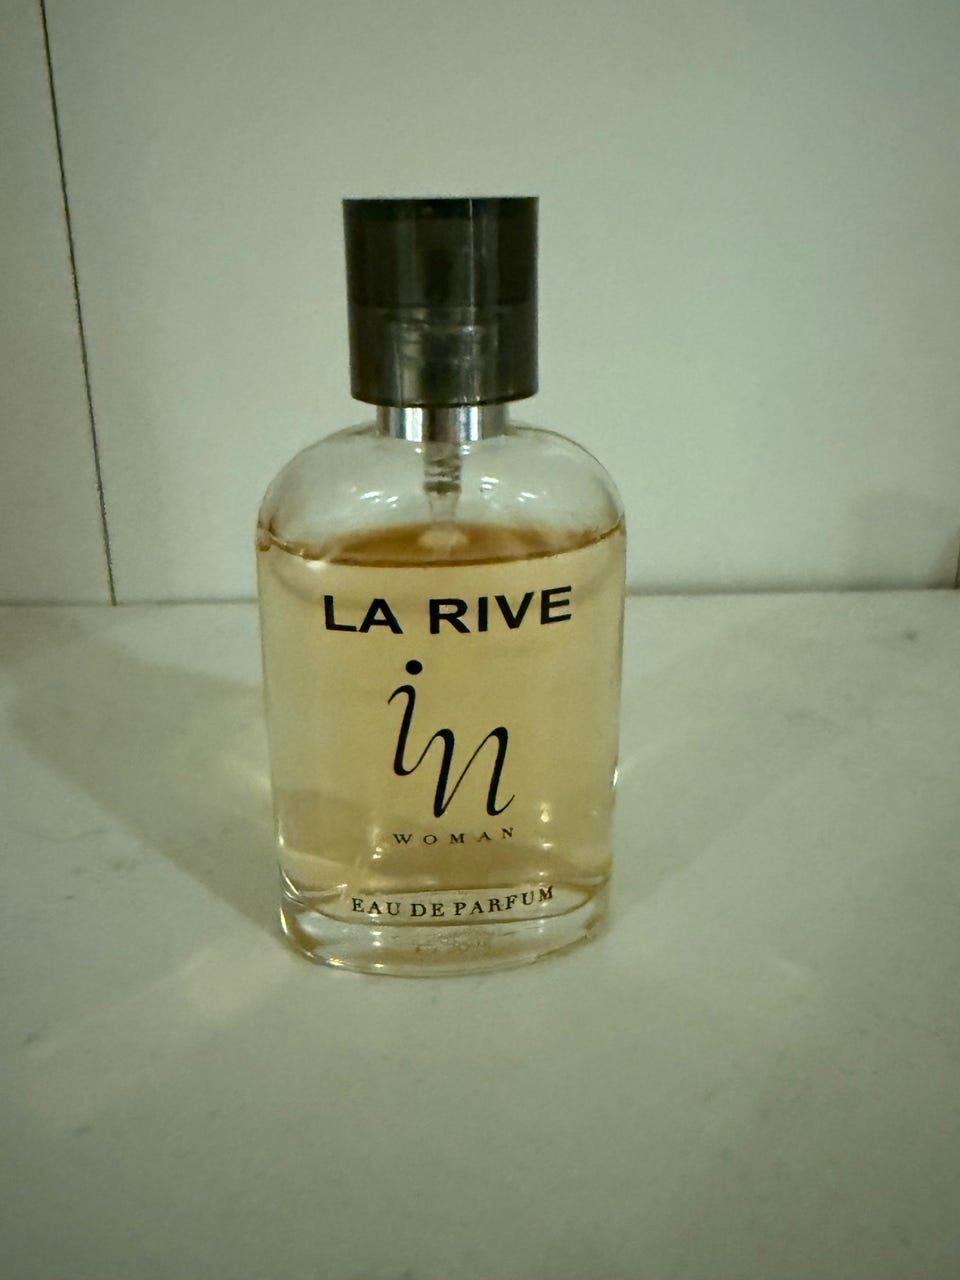 LA RIVE
in
WOMAN
EAU DE PARFUM